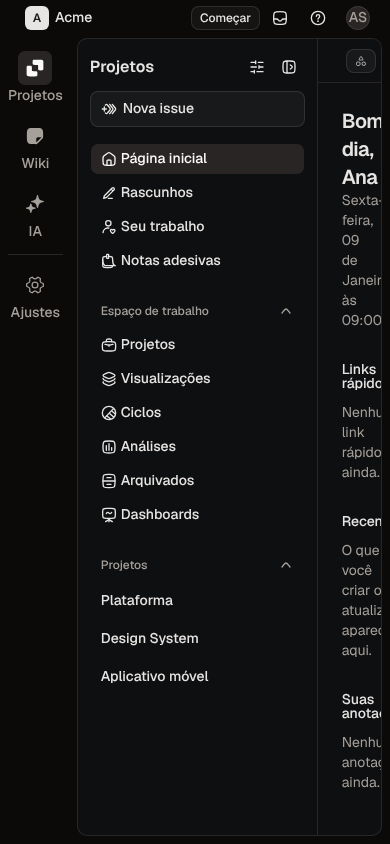 A Acme
Começar
AS
Projetos
Wiki
IA
Ajustes
Projetos
Nova issue
Página inicial
Rascunhos
Seu trabalho
Notas adesivas
Espaço de trabalho
Projetos
Visualizações
Ciclos
Análises
Arquivados
Dashboards
Projetos
Plataforma
Design System
Aplicativo móvel
Bom
dia,
Ana
Sexta-
feira,
09
de
às
09:00
Links
link
ainda.
O que
você
criar
aqui.
Suas
ainda.